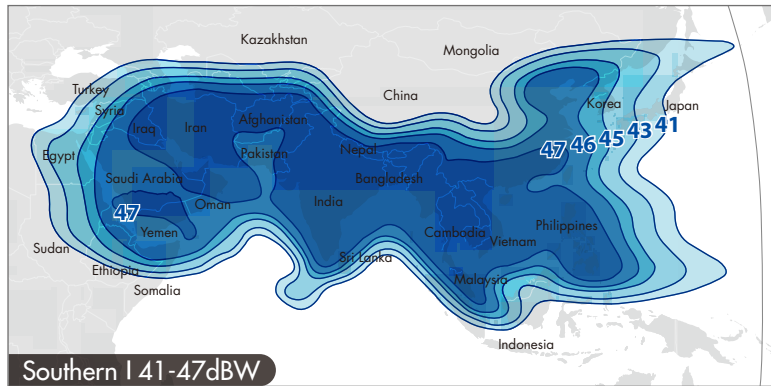 Kazakhstan
Mongolia
Turkey
China
Syria
Korea
Japan
Afghanistan
Iraq
Iran
47 46 45 43 41
Egypt
Pakistan
Nepal
Saudi Arabia
Bangladesh
Oman
India
47
Yemen
Cambodia
Philippines
Vietnam
Sudan
Sri Lanka
Ethiopia
Malaysia
Somalia
Indonesia
Southern I 41-47dBW